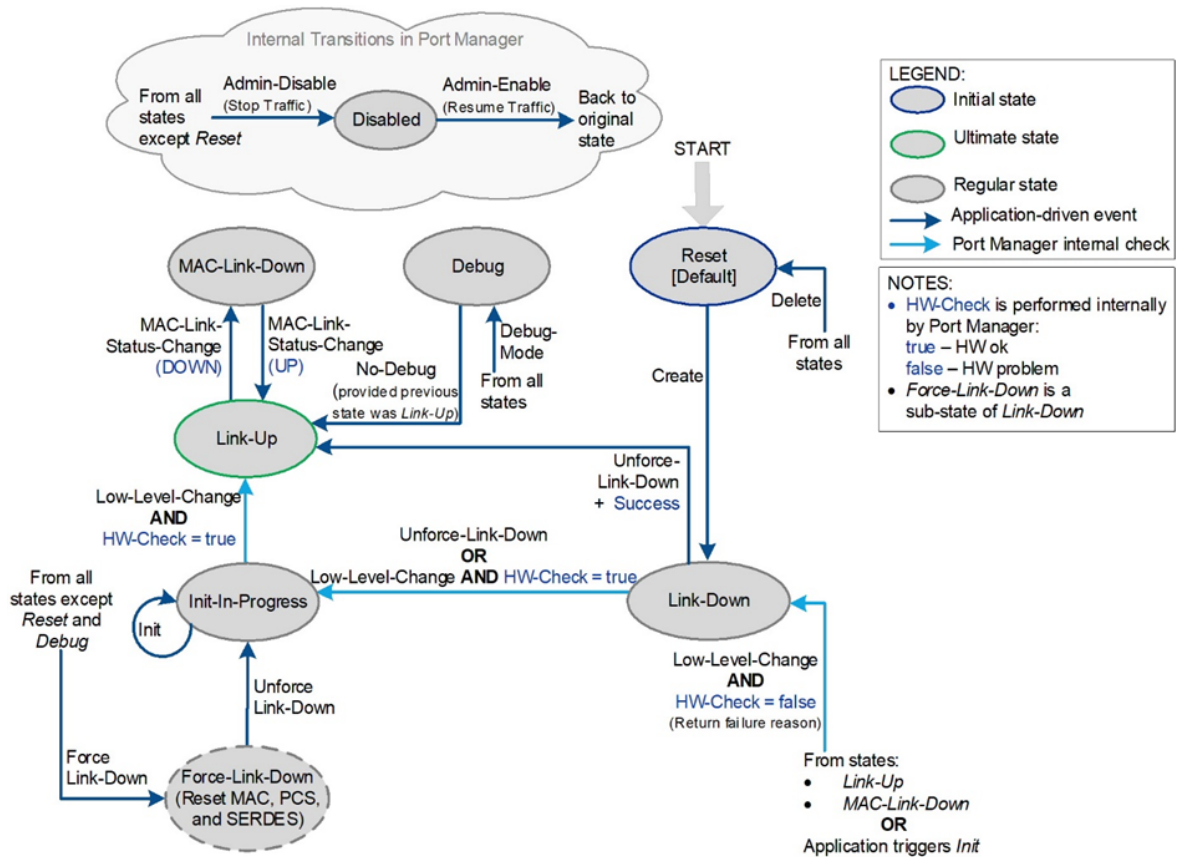 Internal Transitions in Port Manager
Admin-Disable
(Stop Traffic)
From all
states
except Reset
Disabled
Admin-Enable
(Resume Traffic)
Back to
original
state
LEGEND:
Initial state
Ultimate state
Regular state
Application-driven event
Port Manager internal check
NOTES:
• HW-Check is performed internally
by Port Manager:
true – HW ok
false – HW problem
• Force-Link-Down is a
sub-state of Link-Down
START
Reset
[Default]
Delete
From all
states
MAC-Link-Down
Debug
MAC-Link-
Status-Change
(DOWN)
MAC-Link-
Status-Change
(UP)
Debug-
Mode
From all
states
No-Debug
(provided previous
state was Link-Up)
Create
Link-Up
Unforce-
Link-Down
+ Success
Low-Level-Change
AND
HW-Check = true
Unforce-Link-Down
OR
Low-Level-Change AND HW-Check = true
From all
states except
Reset and
Debug
Init-In-Progress
Init
Link-Down
Low-Level-Change
AND
HW-Check = false
(Return failure reason)
Unforce
Link-Down
Force
Link-Down
Force-Link-Down
(Reset MAC, PCS,
and SERDES)
From states:
• Link-Up
• MAC-Link-Down
OR
Application triggers Init